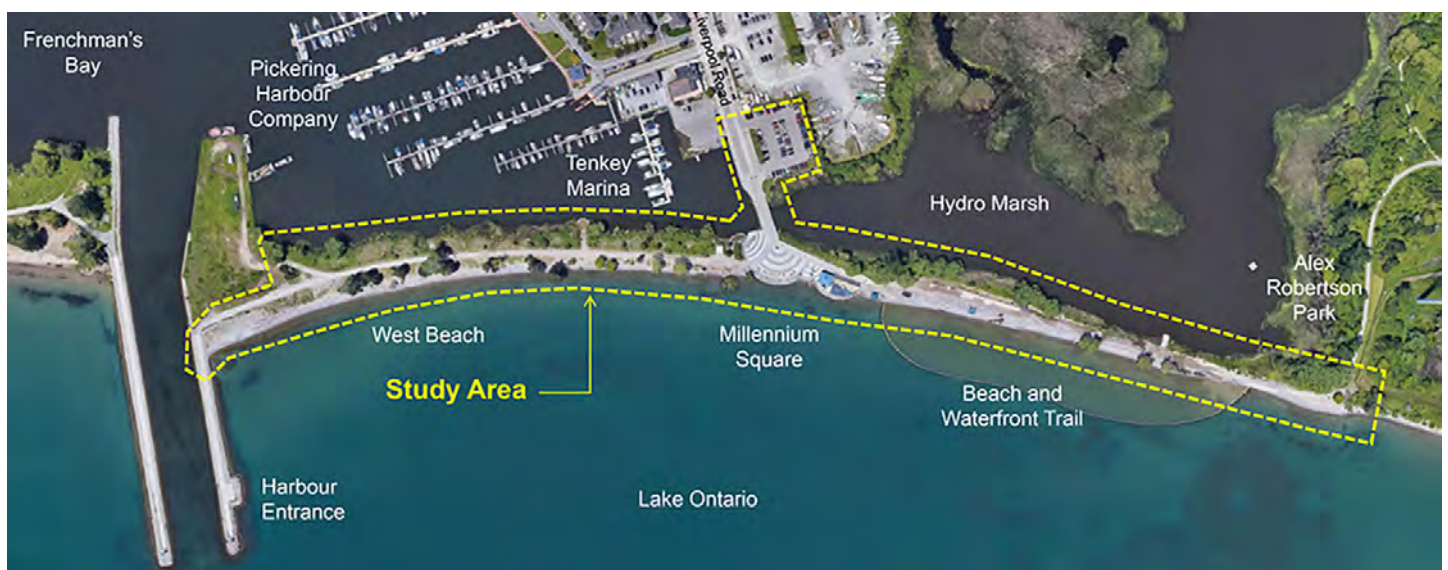 Frenchman's
Bay
Pickering
Harbour
Company
Liverpool Road
Tenkey
Marina
Hydro Marsh
Alex
Robertson
Park
West Beach
Millennium
Square
Study Area
Beach and
Waterfront Trail
Harbour
Entrance
Lake Ontario